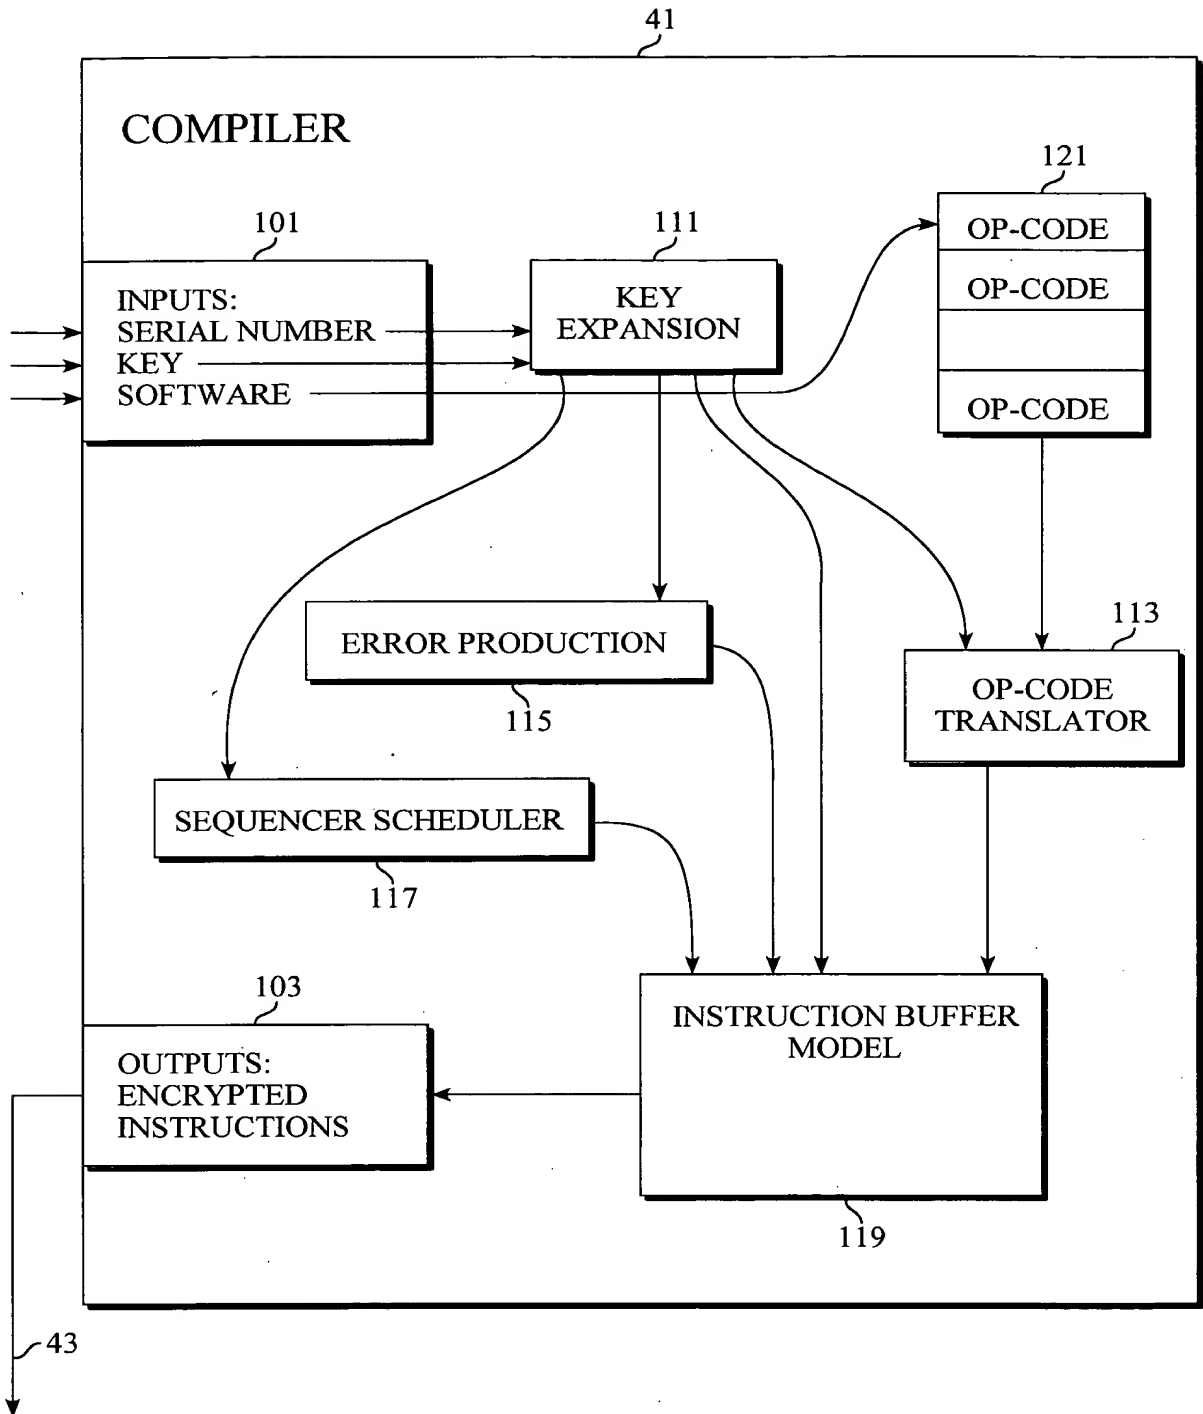 41
COMPILER
121
OP-CODE
OP-CODE
OP-CODE
101
INPUTS:
SERIAL NUMBER
KEY
SOFTWARE
111
KEY
EXPANSION
ERROR PRODUCTION
115
113
OP-CODE
TRANSLATOR
SEQUENCER SCHEDULER
117
103
OUTPUTS:
ENCRYPTED
INSTRUCTIONS
INSTRUCTION BUFFER
MODEL
119
43